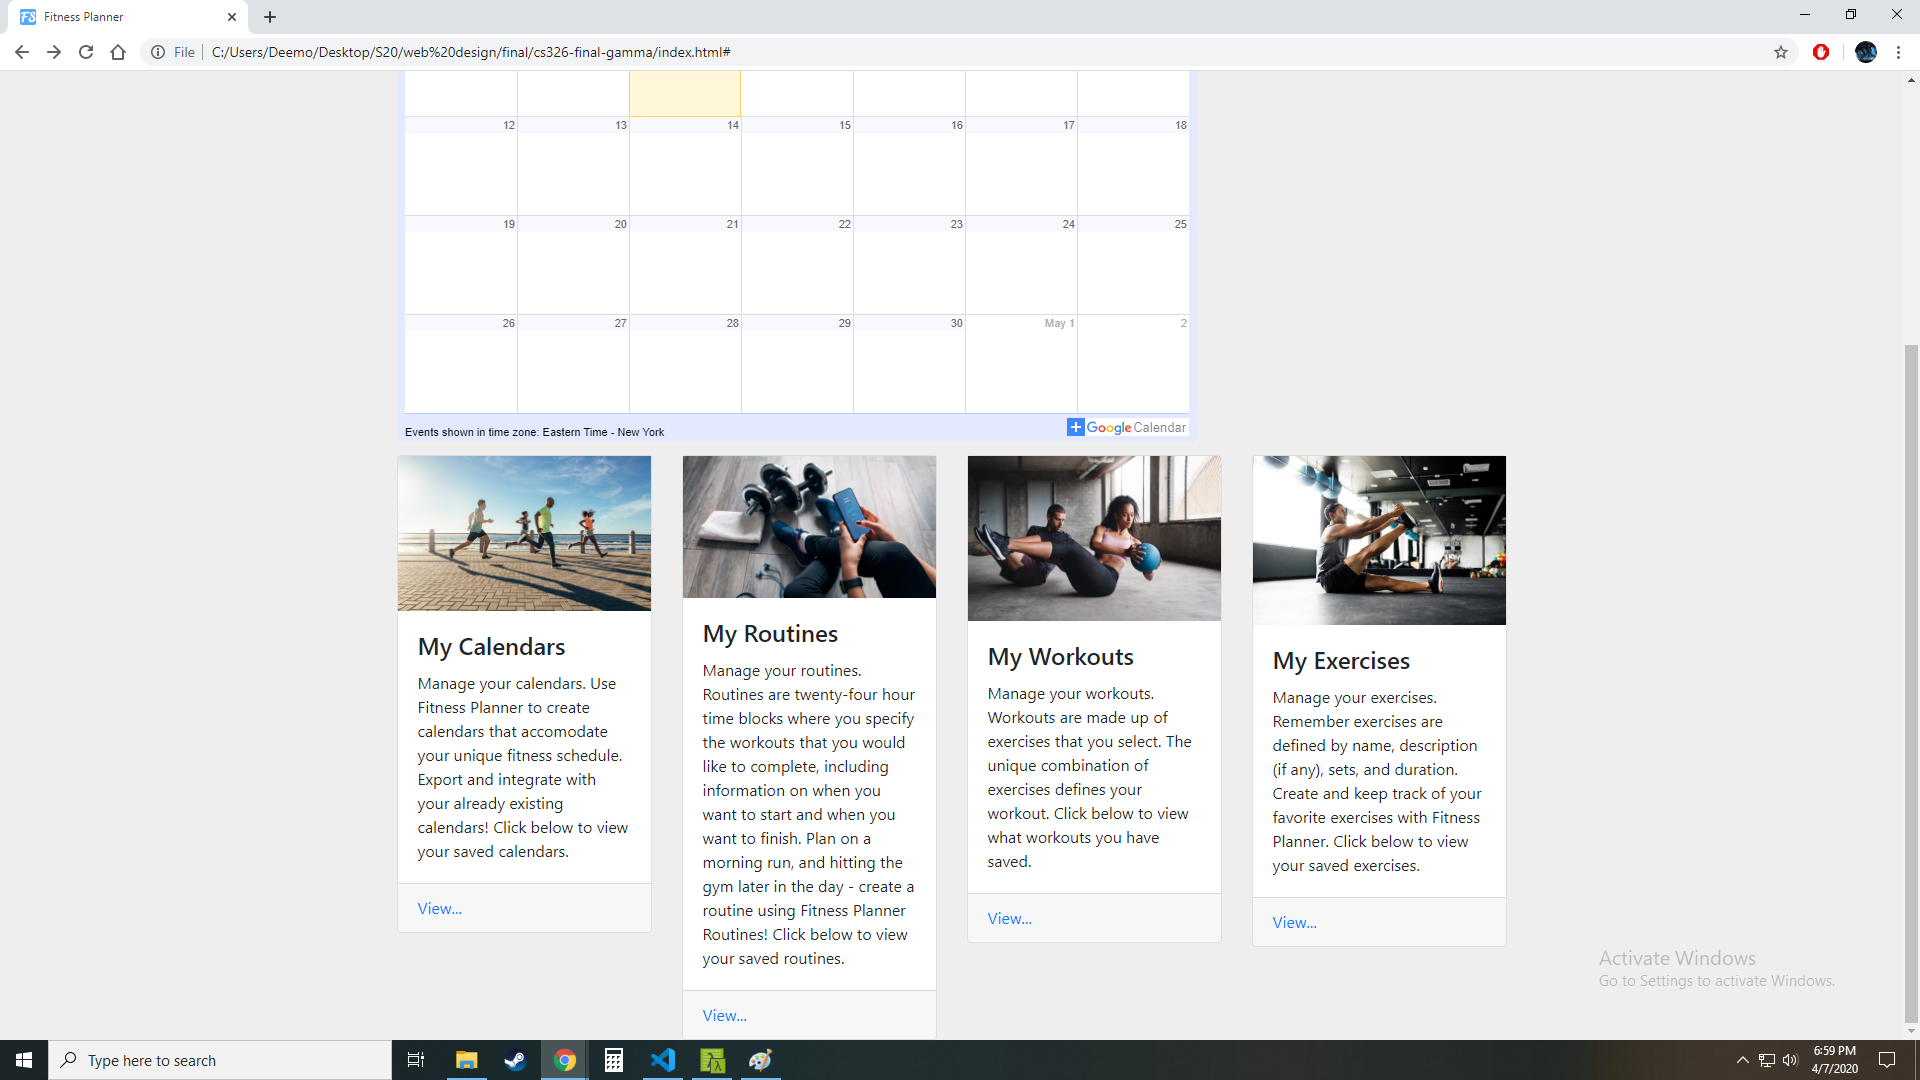 Fitness Planner
File
C:/Users/Deemo/Desktop/S20/web%20design/final/cs326-final-gamma/index.html#
12 13 14 15 16 17 18
19 20 21 22 23 24 25
26 27 28 29 30 May 1 2
Events shown in time zone: Eastern Time - New York
Google Calendar
My Calendars
Manage your calendars. Use
Fitness Planner to create
calendars that accomodate
your unique fitness schedule.
Export and integrate with
your already existing
calendars! Click below to view
your saved calendars.
View...
My Routines
Manage your routines.
Routines are twenty-four hour
time blocks where you specify
the workouts that you would
like to complete, including
information on when you
want to start and when you
want to finish. Plan on a
morning run, and hitting the
gym later in the day - create a
routine using Fitness Planner
Routines! Click below to view
your saved routines.
View...
My Workouts
Manage your workouts.
Workouts are made up of
exercises that you select. The
unique combination of
exercises defines your
workout. Click below to view
what workouts you have
saved.
View...
My Exercises
Manage your exercises.
Remember exercises are
defined by name, description
(if any), sets, and duration.
Create and keep track of your
favorite exercises with Fitness
Planner. Click below to view
your saved exercises.
View...
Activate Windows
Go to Settings to activate Windows.
Type here to search
6:59 PM
4/7/2020